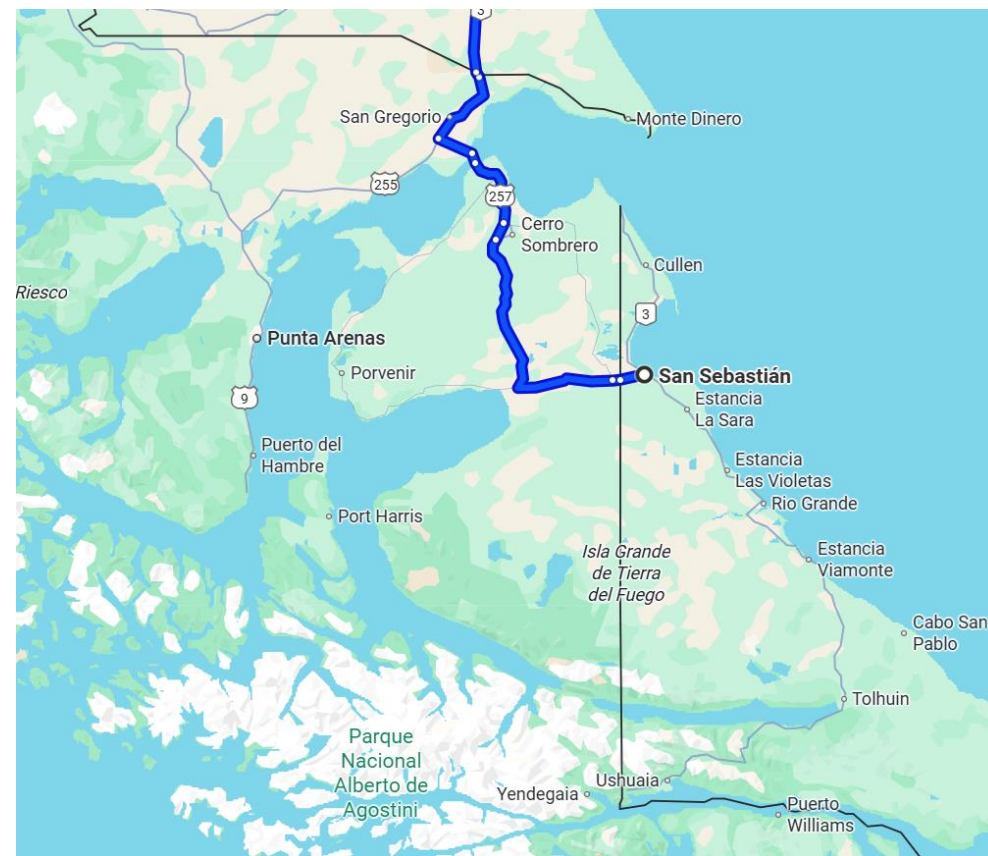 3
San Gregorio
Monte Dinero
255
257
Cerro
Sombrero
Cullen
Riesco
3
Punta Arenas
Porvenir
San Sebastián
9
Estancia
La Sara
Puerto del
Hambre
Estancia
Las Violetas
Rio Grande
Port Harris
Isla Grande
de Tierra
del Fuego
Estancia
Viamonte
Cabo San
Pablo
Tolhuin
Parque
Nacional
Alberto de
Agostini
Ushuaia
Yendegaia
Puerto
Williams